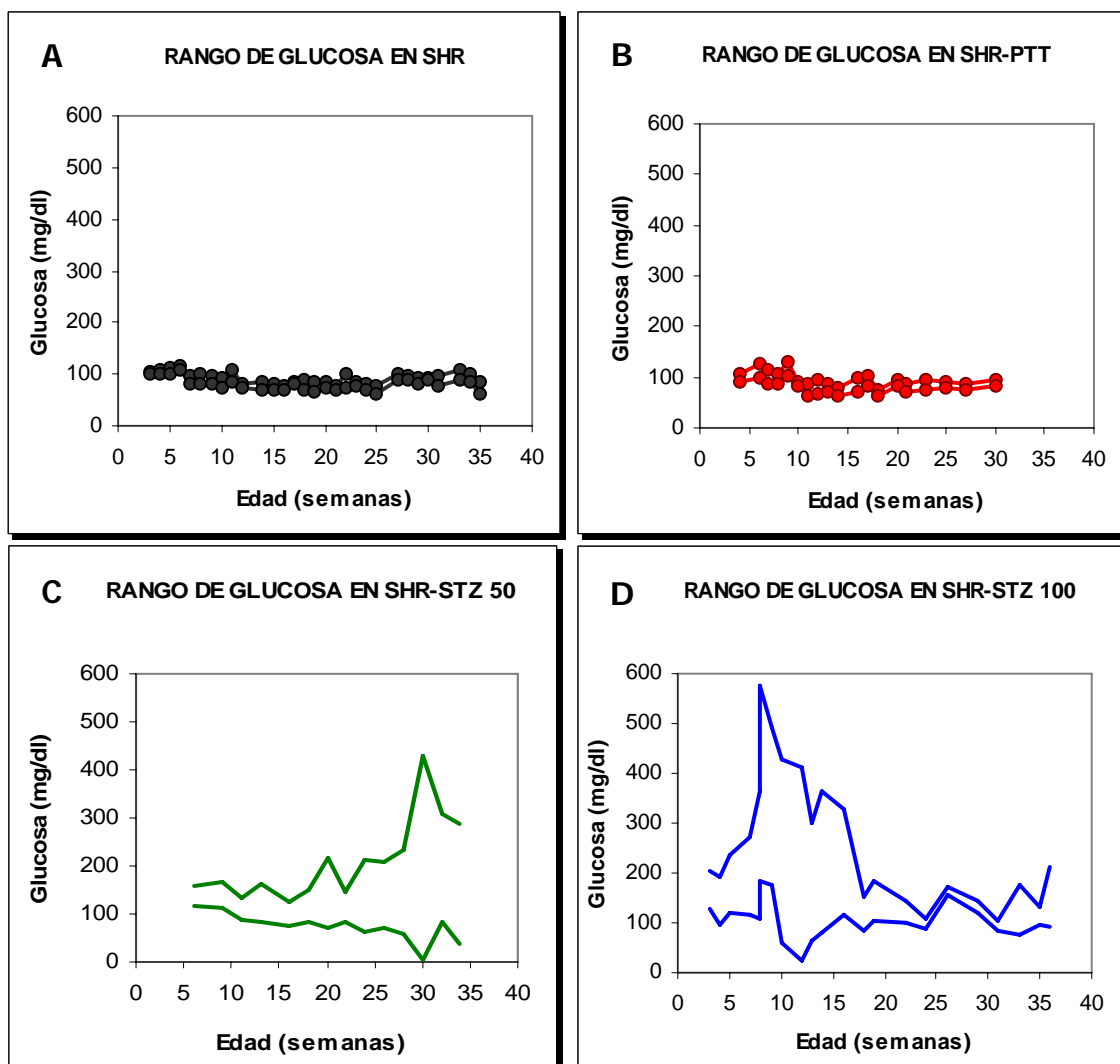 A
RANGO DE GLUCOSA EN SHR
600
500
400
300
200
100
0
Glucosa (mg/dl)
0 5 10 15 20 25 30 35 40
Edad (semanas)
B
RANGO DE GLUCOSA EN SHR-PTT
600
500
400
300
200
100
0
Glucosa (mg/dl)
0 5 10 15 20 25 30 35 40
Edad (semanas)
C
RANGO DE GLUCOSA EN SHR-STZ 50
600
500
400
300
200
100
0
Glucosa (mg/dl)
0 5 10 15 20 25 30 35 40
Edad (semanas)
D
RANGO DE GLUCOSA EN SHR-STZ 100
600
500
400
300
200
100
0
Glucosa (mg/dl)
0 5 10 15 20 25 30 35 40
Edad (semanas)